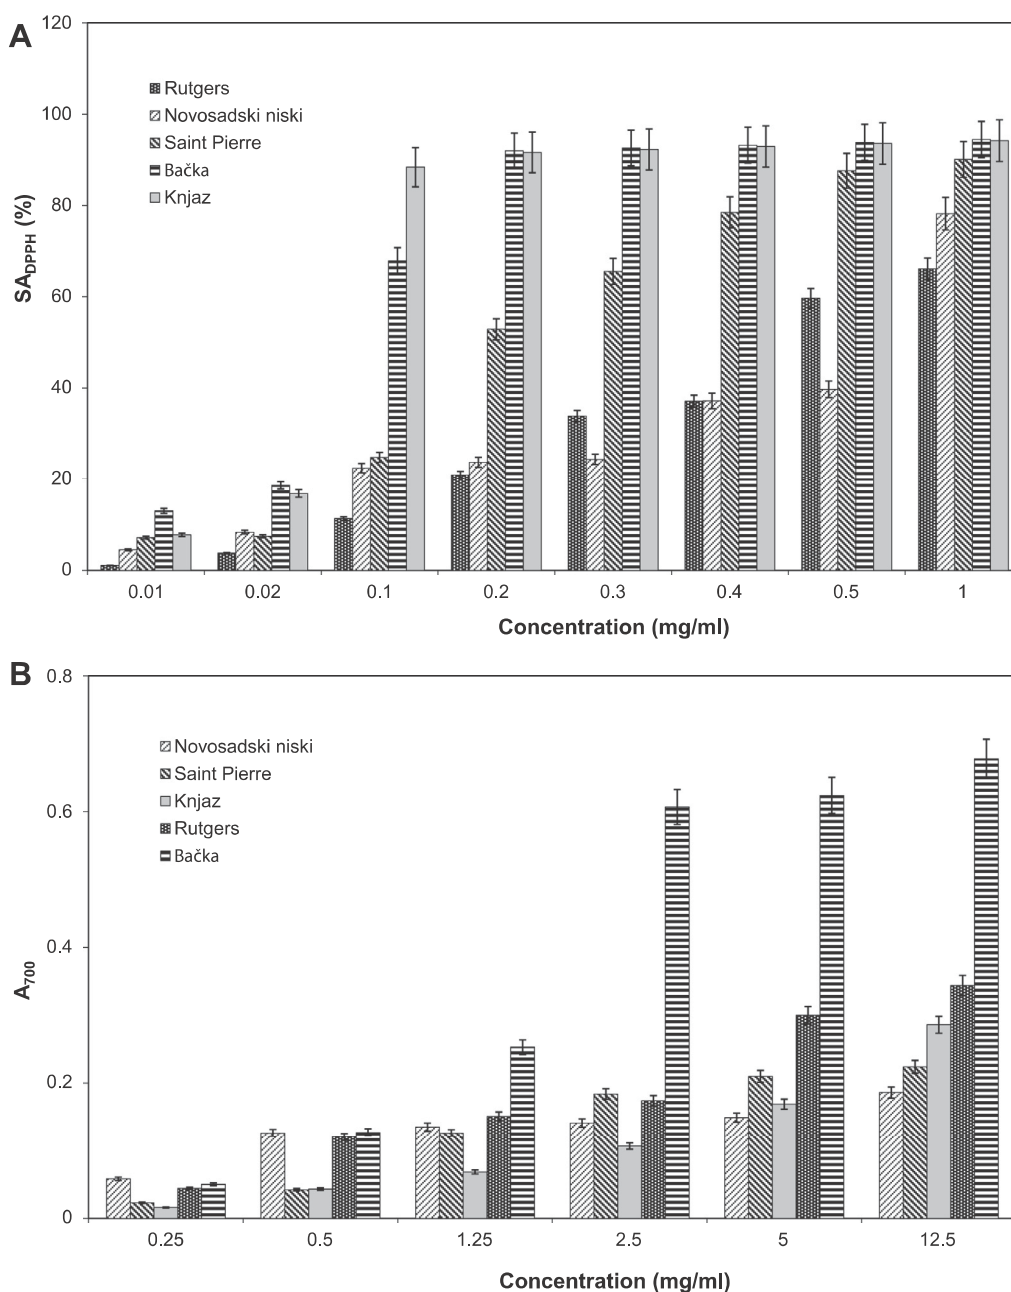 A
120
100
80
60
40
20
0
SA_DPPH (%)
Rutgers
Novosadski niski
Saint Pierre
Bačka
Knjaz
0.01 0.02 0.1 0.2 0.3 0.4 0.5 1
Concentration (mg/ml)
B
0.8
0.6
0.4
0.2
0
A_700
Novosadski niski
Saint Pierre
Knjaz
Rutgers
Bačka
0.25 0.5 1.25 2.5 5 12.5
Concentration (mg/ml)